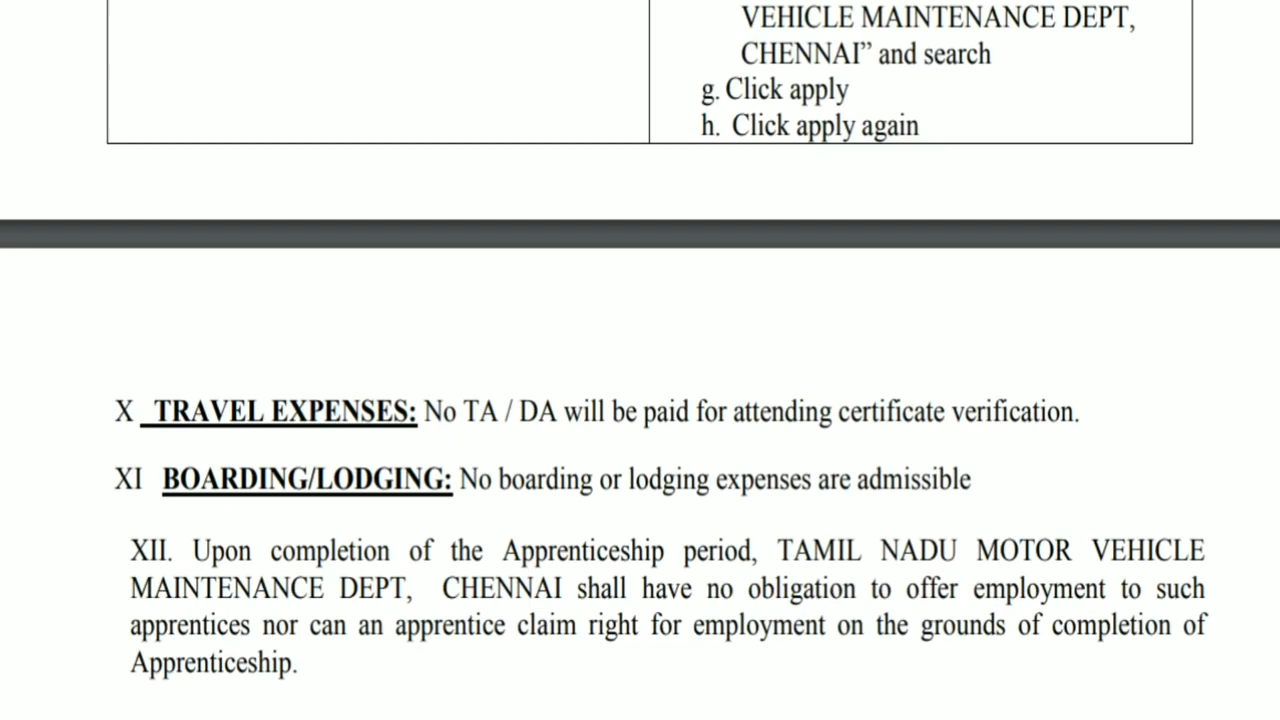 VEHICLE MAINTENANCE DEPT,
CHENNAI” and search
g. Click apply
h. Click apply again
X TRAVEL EXPENSES: No TA / DA will be paid for attending certificate verification.
XI BOARDING/LODGING: No boarding or lodging expenses are admissible
XII. Upon completion of the Apprenticeship period, TAMIL NADU MOTOR VEHICLE
MAINTENANCE DEPT, CHENNAI shall have no obligation to offer employment to such
apprentices nor can an apprentice claim right for employment on the grounds of completion of
Apprenticeship.